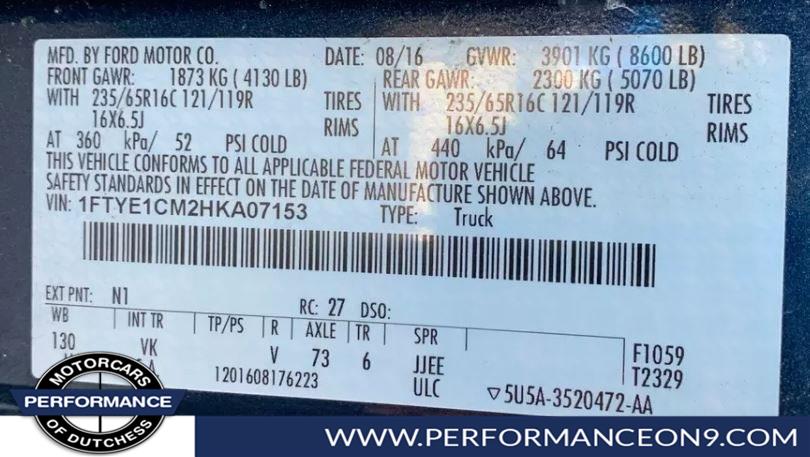 MFD. BY FORD MOTOR CO. DATE: 08/16 GVWR: 3901 KG ( 8600 LB)
FRONT GAWR: 1873 KG ( 4130 LB) REAR GAWR: 2300 KG ( 5070 LB)
WITH 235/65R16C 121/119R TIRES WITH 235/65R16C 121/119R TIRES
16X6.5J RIMS 16X6.5J RIMS
AT 360 kPa/ 52 PSI COLD AT 440 kPa/ 64 PSI COLD
THIS VEHICLE CONFORMS TO ALL APPLICABLE FEDERAL MOTOR VEHICLE
SAFETY STANDARDS IN EFFECT ON THE DATE OF MANUFACTURE SHOWN ABOVE.
VIN: 1FTYE1CM2HKA07153 TYPE: Truck
EXT PNT: N1 RC: 27 DSO:
WB INT TR TP/PS R AXLE TR SPR
130 VK V 73 6 JJEE F1059
1201608176223 ULC T2329
▽5U5A-3520472-AA
MOTORCARS
PERFORMANCE
OF DUTCHESS
WWW.PERFORMANCEON9.COM